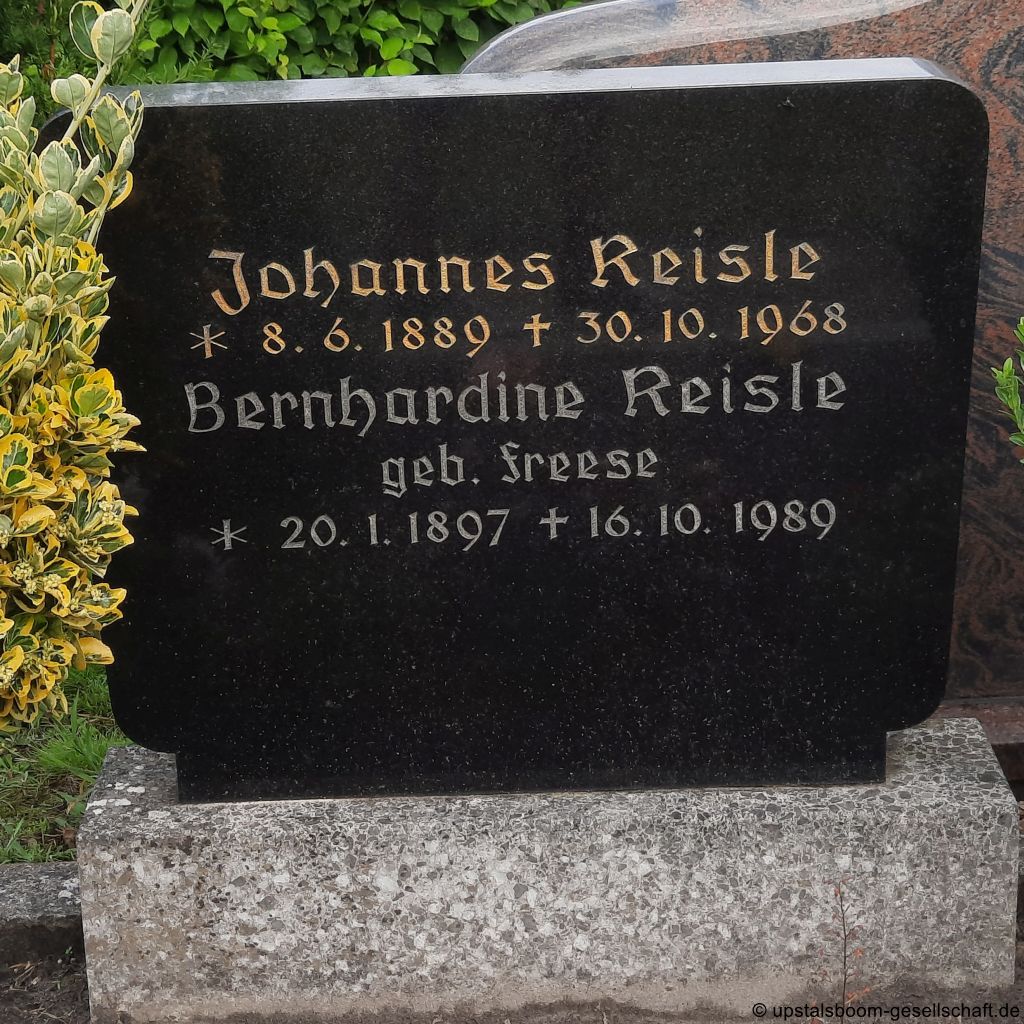 Johannes Reisle
* 8. 6. 1889 ✝ 30. 10. 1968
Bernhardine Reisle
geb. Freese
* 20. 1. 1897 ✝ 16. 10. 1989
© upstalsboom-gesellschaft.de